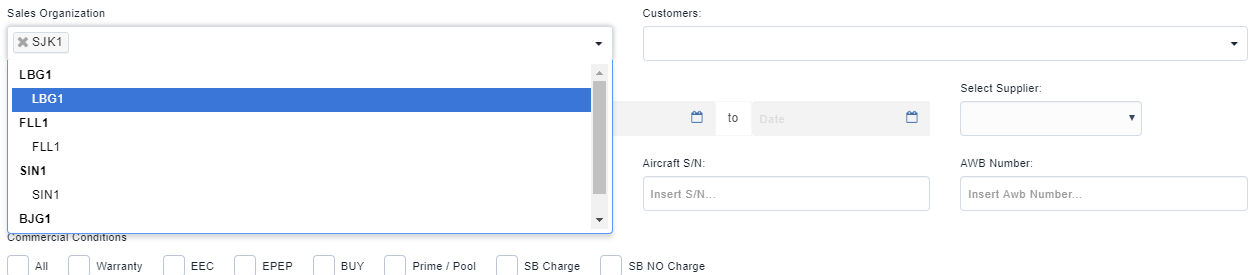 Sales Organization
Customers:
SJK1
LBG1
LBG1
FLL1
FLL1
SIN1
SIN1
BJG1
to
Date
Select Supplier:
Aircraft S/N:
Insert S/N...
AWB Number:
Insert Awb Number...
Commercial Conditions
All Warranty EEC EPEP BUY Prime / Pool SB Charge SB NO Charge